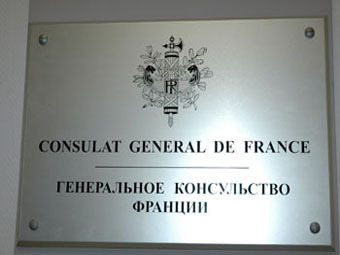 RF
CONSULAT GENERAL DE FRANCE
ГЕНЕРАЛЬНОЕ КОНСУЛЬСТВО
ФРАНЦИИ